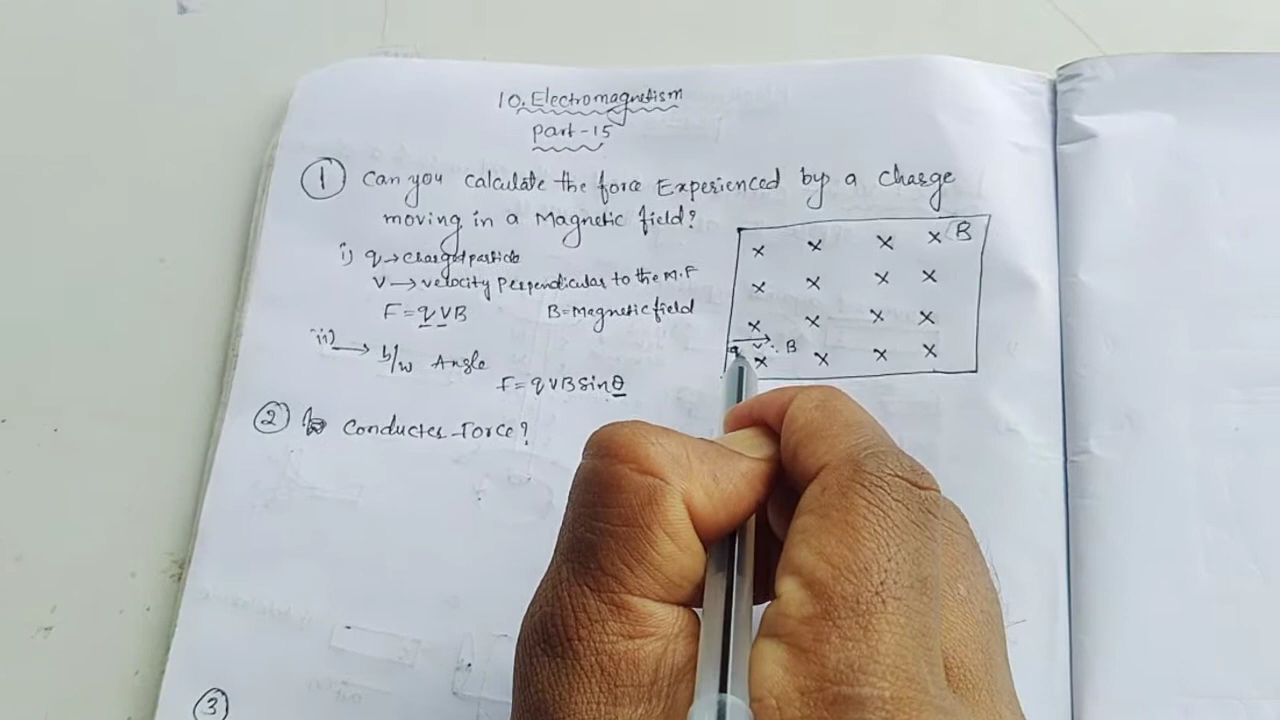 10. Electromagnetism
Part-15
① Can you calculate the force Experienced by a charge
moving in a Magnetic field?
i) q→charged particle
V→velocity Perpendicular to the M.F
F=qVB B=Magnetic field
ii)→ b/w Angle
F=qVBSinθ
② Conductor Force?
③
× × × × B
× × × ×
× × × ×
q V B
× × × ×